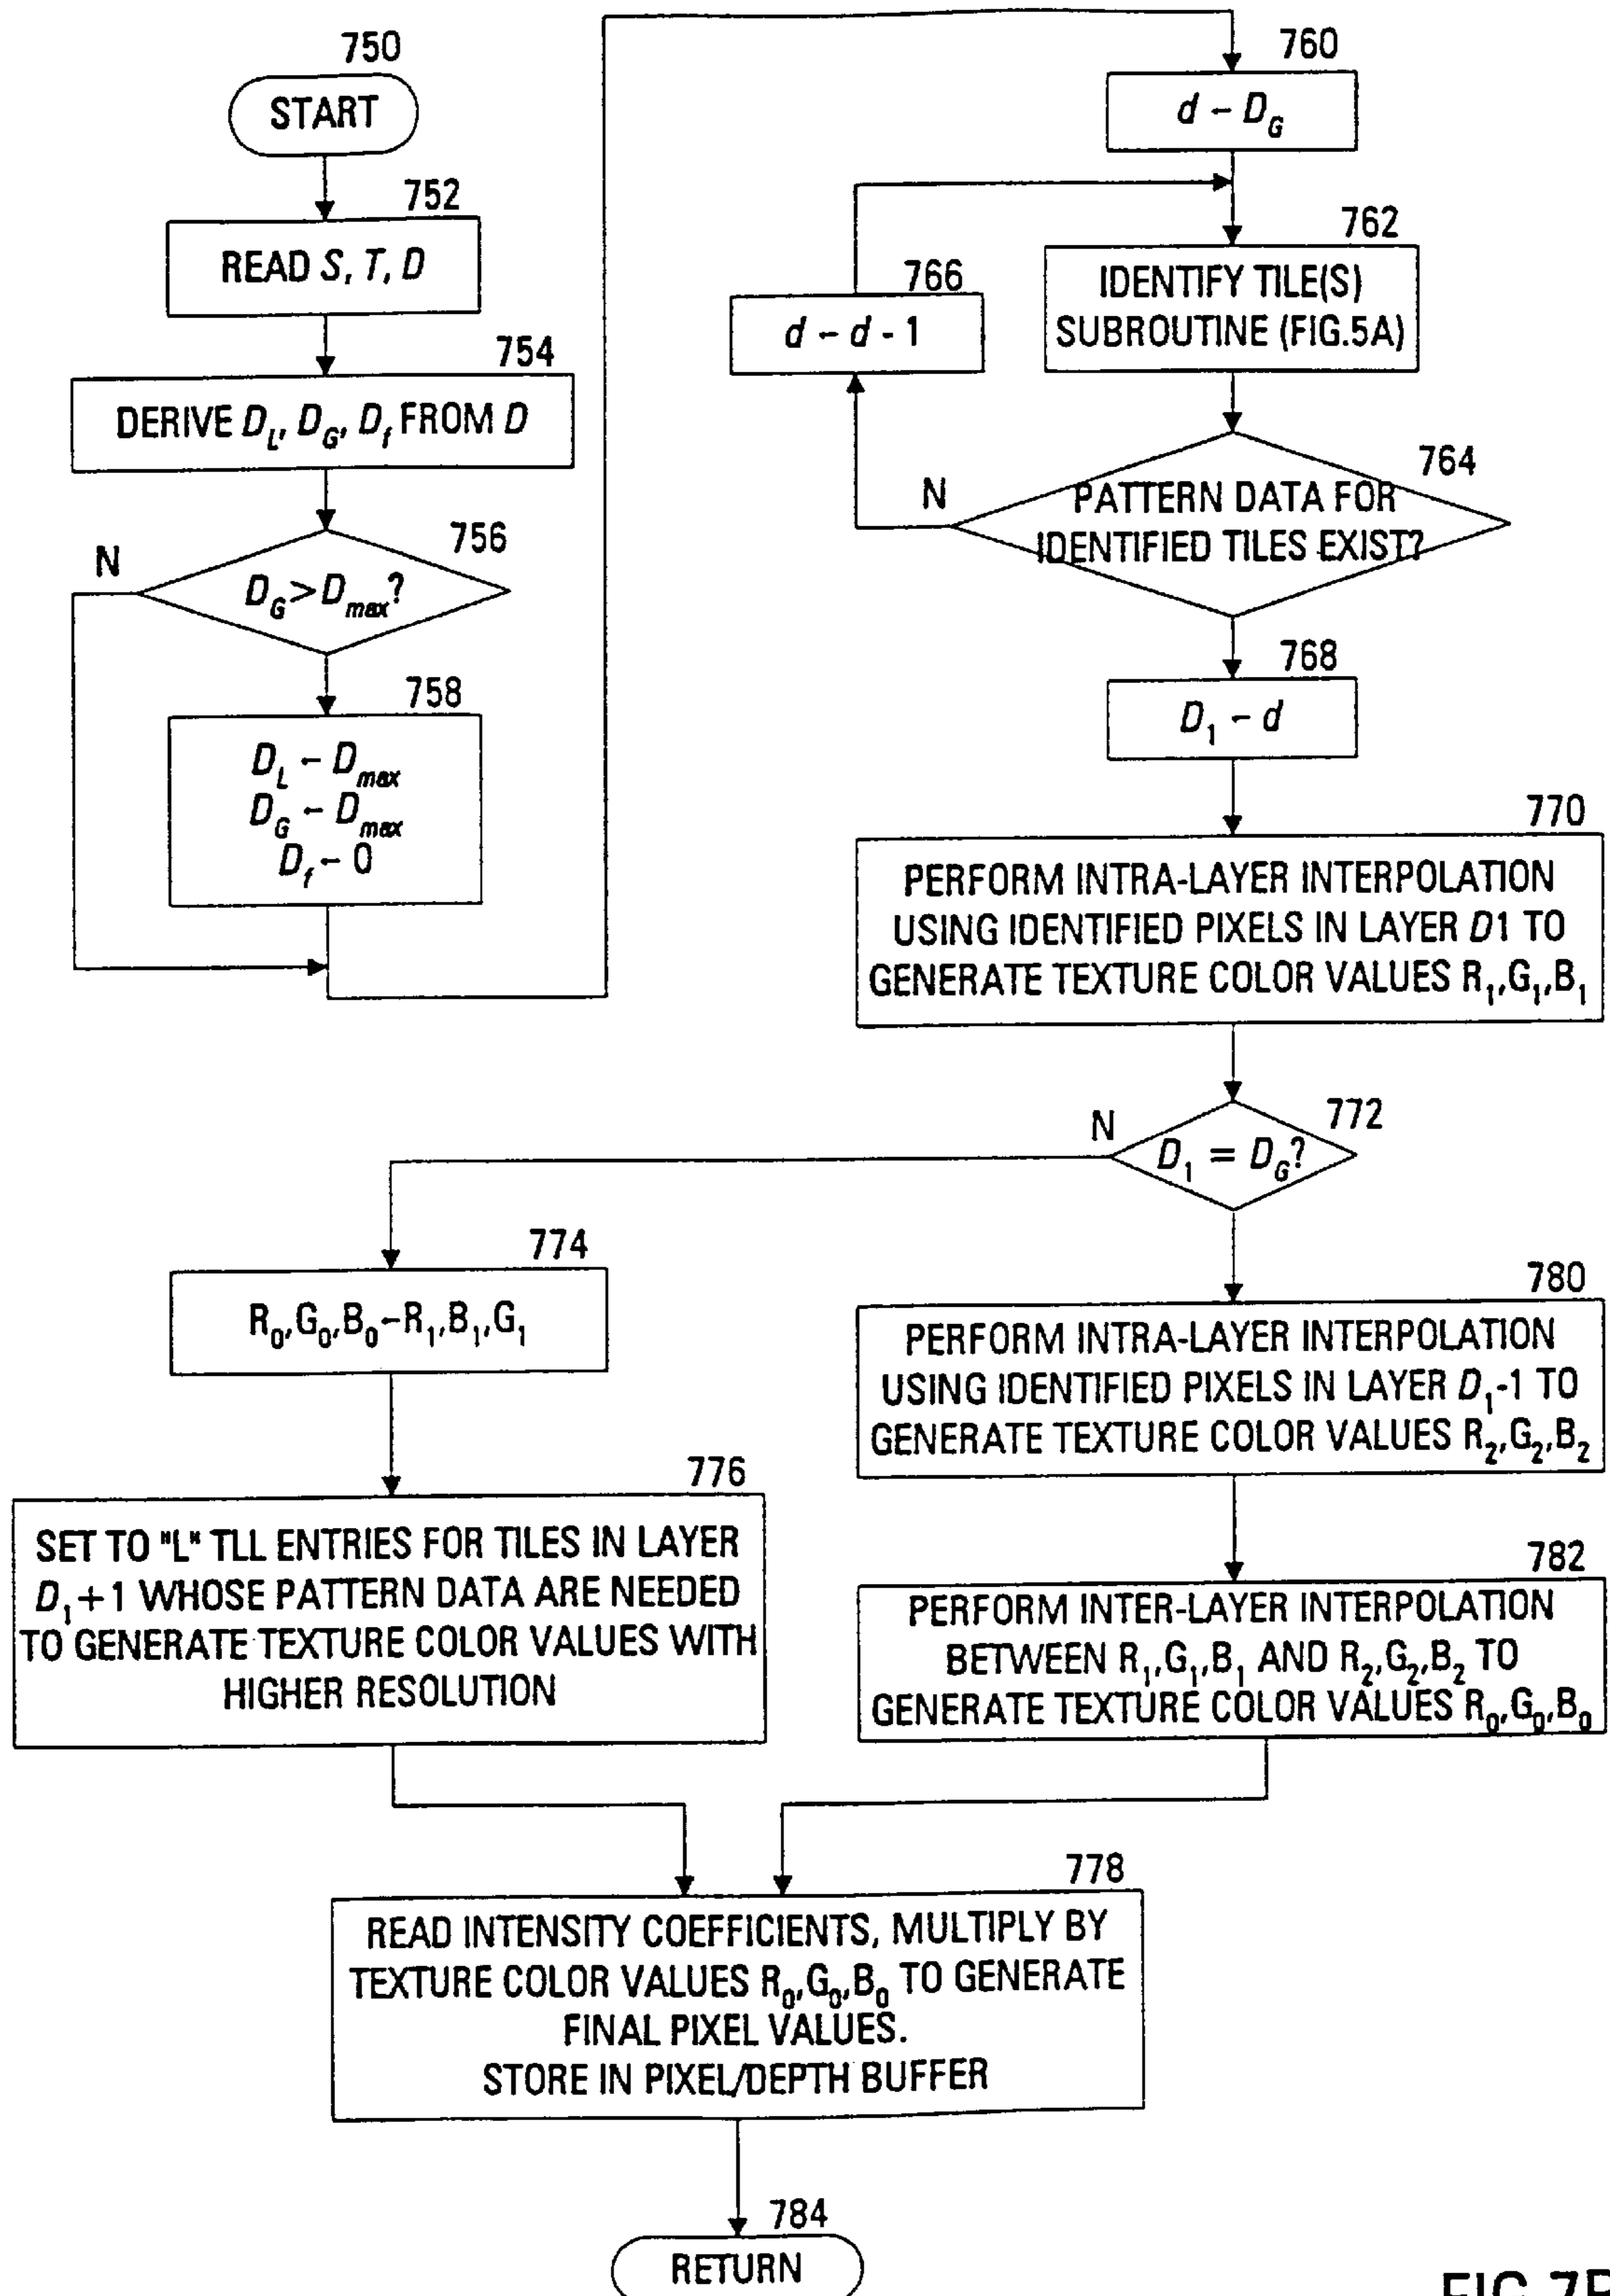 750
START
752
READ S, T, D
754
DERIVE D_L, D_G, D_f FROM D
756
N
D_G>D_max?
758
D_L ← D_max
D_G ← D_max
D_f ← 0
760
d ← D_G
762
IDENTIFY TILE(S)
SUBROUTINE (FIG.5A)
766
d ← d - 1
764
N
PATTERN DATA FOR
IDENTIFIED TILES EXIST?
768
D_1 ← d
770
PERFORM INTRA-LAYER INTERPOLATION
USING IDENTIFIED PIXELS IN LAYER D1 TO
GENERATE TEXTURE COLOR VALUES R_1,G_1,B_1
772
N
D_1 = D_G?
774
R_0,G_0,B_0←R_1,B_1,G_1
776
SET TO "L" TLL ENTRIES FOR TILES IN LAYER
D_1+1 WHOSE PATTERN DATA ARE NEEDED
TO GENERATE TEXTURE COLOR VALUES WITH
HIGHER RESOLUTION
780
PERFORM INTRA-LAYER INTERPOLATION
USING IDENTIFIED PIXELS IN LAYER D_1-1 TO
GENERATE TEXTURE COLOR VALUES R_2,G_2,B_2
782
PERFORM INTER-LAYER INTERPOLATION
BETWEEN R_1,G_1,B_1 AND R_2,G_2,B_2 TO
GENERATE TEXTURE COLOR VALUES R_0,G_0,B_0
778
READ INTENSITY COEFFICIENTS, MULTIPLY BY
TEXTURE COLOR VALUES R_0,G_0,B_0 TO GENERATE
FINAL PIXEL VALUES.
STORE IN PIXEL/DEPTH BUFFER
784
RETURN